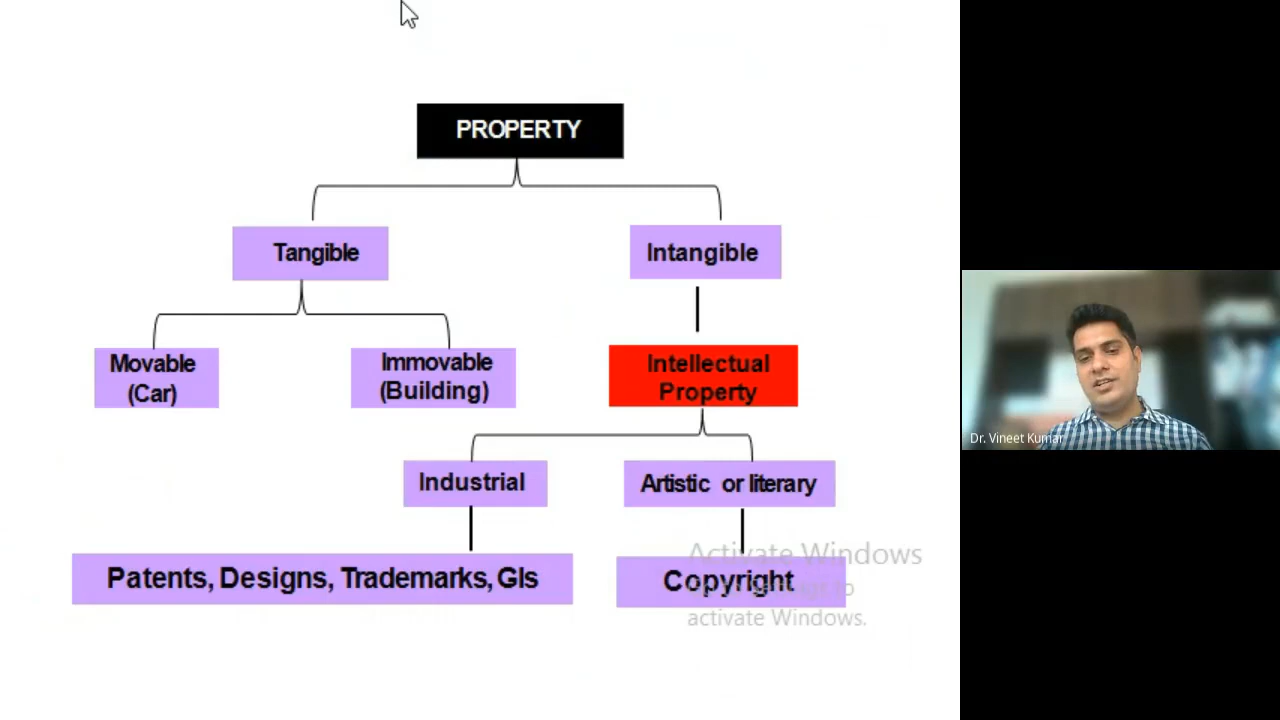 PROPERTY
Tangible
Intangible
Movable
(Car)
Immovable
(Building)
Intellectual
Property
Industrial
Artistic or literary
Patents, Designs, Trademarks, GIs
Copyright
Activate Windows
to
activate Windows.
Dr. Vineet Kumar